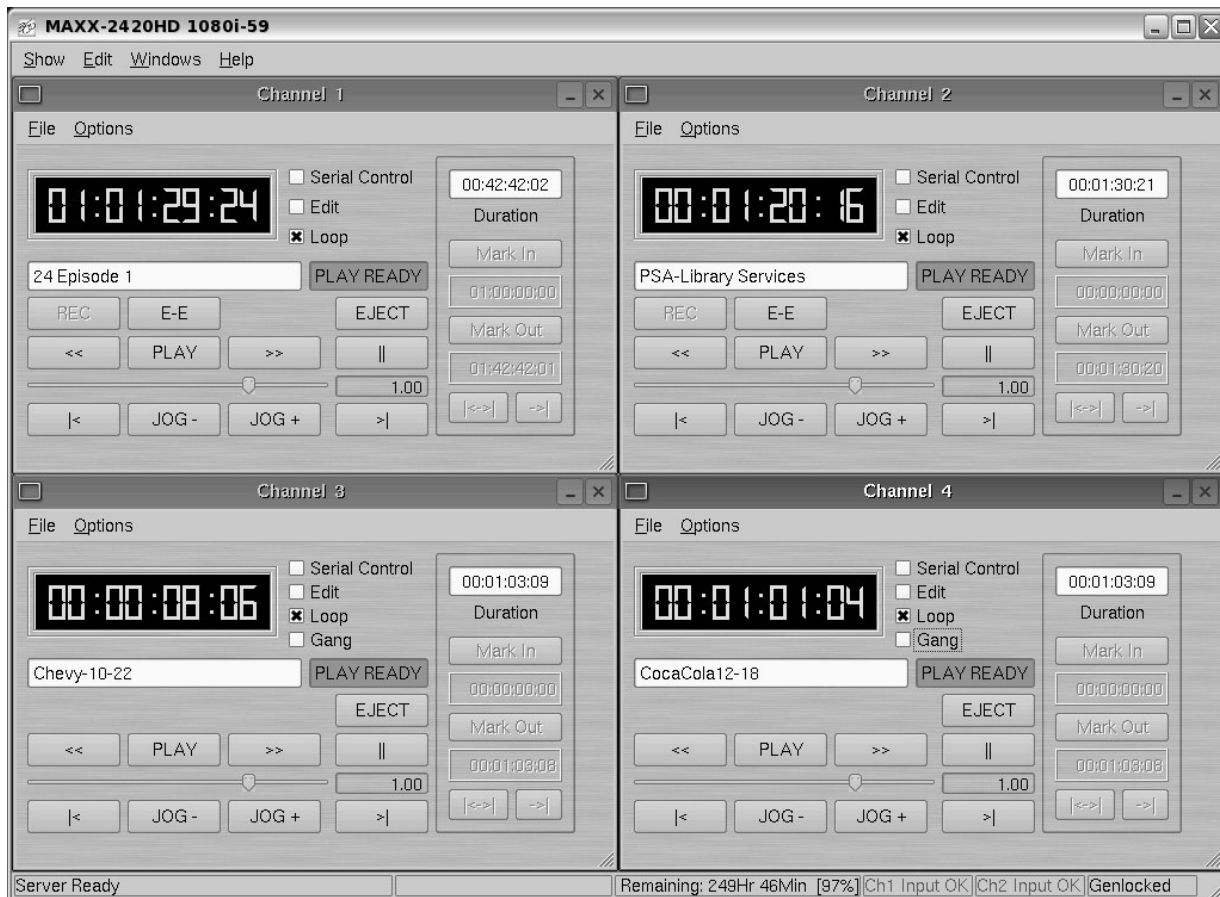 MAXX-2420HD 1080i-59
Show Edit Windows Help
Channel 1
File Options
01:01:29:24
Serial Control
Edit
Loop
00:42:42:02
Duration
Mark In
01:00:00:00
Mark Out
01:42:42:01
|<->| ->|
24 Episode 1 PLAY READY
REC E-E EJECT
<< PLAY >> ||
1.00
|< JOG - JOG + >|
Channel 2
File Options
00:01:20:16
Serial Control
Edit
Loop
00:01:30:21
Duration
Mark In
00:00:00:00
Mark Out
00:01:30:20
|<->| ->|
PSA-Library Services PLAY READY
REC E-E EJECT
<< PLAY >> ||
1.00
|< JOG - JOG + >|
Channel 3
File Options
00:00:08:06
Serial Control
Edit
Loop
Gang
00:01:03:09
Duration
Mark In
00:00:00:00
Mark Out
00:01:03:08
|<->| ->|
Chevy-10-22 PLAY READY
EJECT
<< PLAY >> ||
1.00
|< JOG - JOG + >|
Channel 4
File Options
00:01:01:04
Serial Control
Edit
Loop
Gang
00:01:03:09
Duration
Mark In
00:00:00:00
Mark Out
00:01:03:08
|<->| ->|
CocaCola12-18 PLAY READY
EJECT
<< PLAY >> ||
1.00
|< JOG - JOG + >|
Server Ready Remaining: 249Hr 46Min [97%] Ch1 Input OK Ch2 Input OK Genlocked